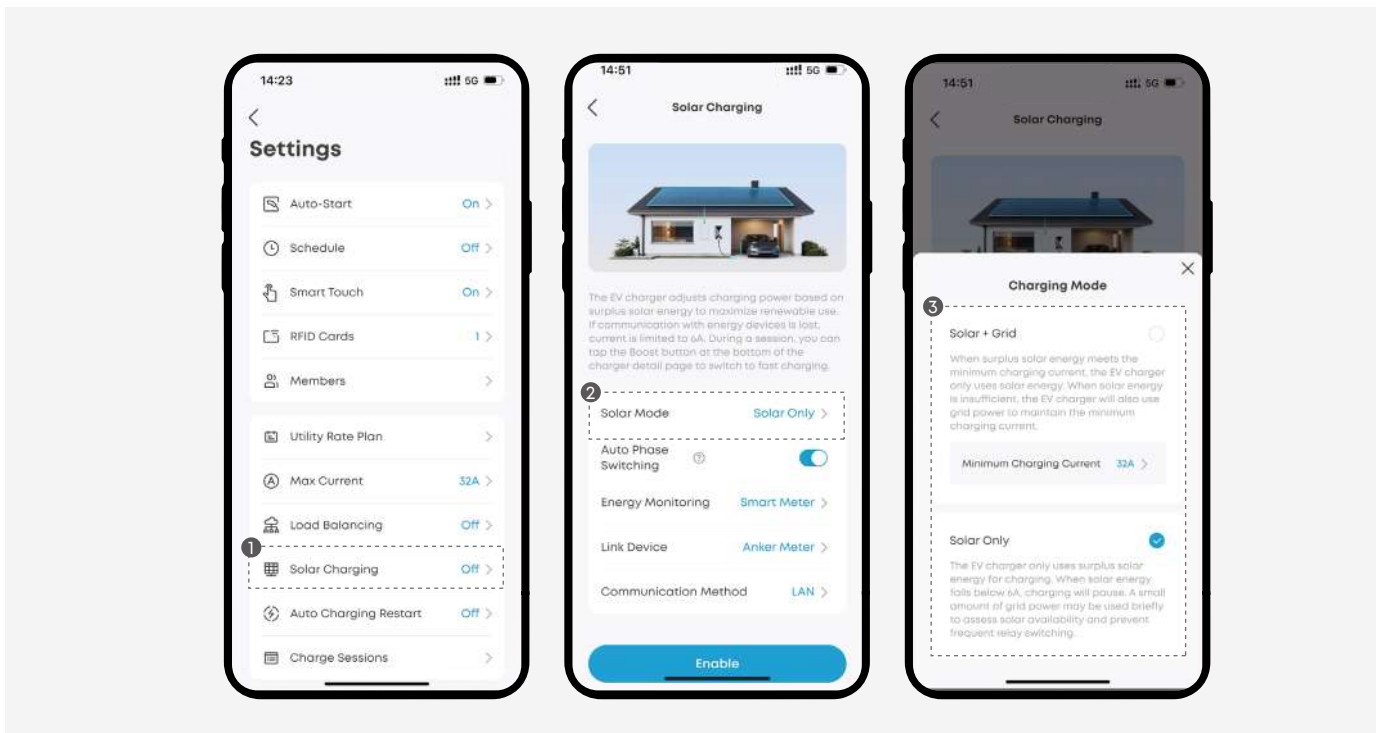 14:23
5G
Settings
Auto-Start On
Schedule Off
Smart Touch On
RFID Cards 1
Members
Utility Rate Plan
Max Current 32A
Load Balancing Off
1
Solar Charging Off
Auto Charging Restart Off
Charge Sessions
14:51
5G
Solar Charging
The EV charger adjusts charging power based on
surplus solar energy to maximize renewable use.
If communication with energy devices is lost,
current is limited to 6A. During a session, you can
tap the Boost button at the bottom of the
charger detail page to switch to fast charging.
2
Solar Mode Solar Only
Auto Phase
Switching ?
Energy Monitoring Smart Meter
Link Device Anker Meter
Communication Method LAN
Enable
14:51
5G
Solar Charging
Charging Mode
3
Solar + Grid
When surplus solar energy meets the
minimum charging current, the EV charger
only uses solar energy. When solar energy
is insufficient, the EV charger will also use
grid power to maintain the minimum
charging current.
Minimum Charging Current 32A
Solar Only
The EV charger only uses surplus solar
energy for charging. When solar energy
falls below 6A, charging will pause. A small
amount of grid power may be used briefly
to assess solar availability and prevent
frequent relay switching.